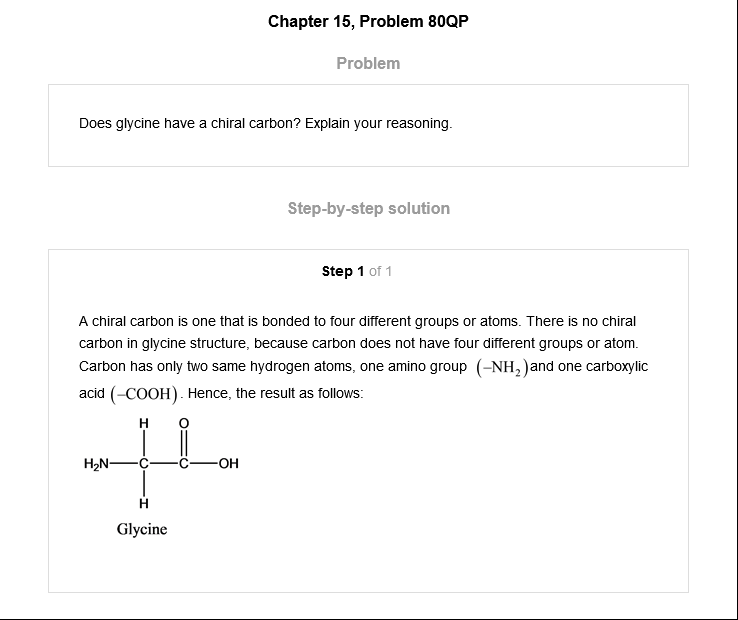 Chapter 15, Problem 80QP
Problem
Does glycine have a chiral carbon? Explain your reasoning.
Step-by-step solution
Step 1 of 1
A chiral carbon is one that is bonded to four different groups or atoms. There is no chiral
carbon in glycine structure, because carbon does not have four different groups or atom.
Carbon has only two same hydrogen atoms, one amino group (–NH₂)and one carboxylic
acid (–COOH). Hence, the result as follows:
H O
H₂N C C OH
H
Glycine